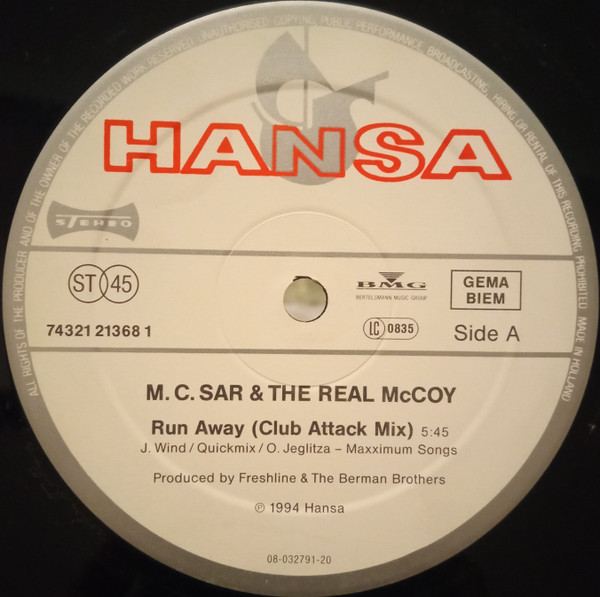 ALL RIGHTS OF THE PRODUCER AND OF THE OWNER OF THE RECORDED WORK RESERVED. UNAUTHORISED COPYING, PUBLIC PERFORMANCE, BROADCASTING, HIRING OR RENTAL OF THIS RECORDING PROHIBITED. MADE IN HOLLAND
HANSA
STEREO
ST 45
BMG
BERTELSMANN MUSIC GROUP
GEMA
BIEM
74321 21368 1
LC 0835
Side A
M. C. SAR & THE REAL McCOY
Run Away (Club Attack Mix) 5:45
J. Wind / Quickmix / O. Jeglitza – Maxximum Songs
Produced by Freshline & The Berman Brothers
℗ 1994 Hansa
08-032791-20